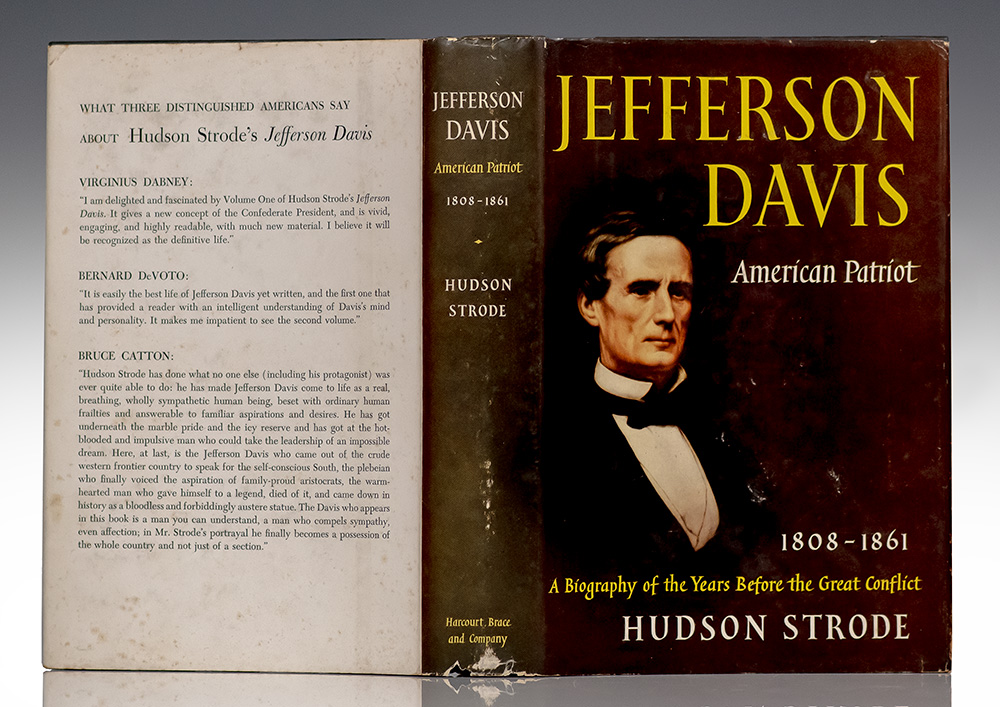 WHAT THREE DISTINGUISHED AMERICANS SAY
ABOUT Hudson Strode's Jefferson Davis
VIRGINIUS DABNEY:
"I am delighted and fascinated by Volume One of Hudson Strode's Jefferson
Davis. It gives a new concept of the Confederate President, and is vivid,
engaging, and highly readable, with much new material. I believe it will
be recognized as the definitive life."
BERNARD DeVOTO:
"It is easily the best life of Jefferson Davis yet written, and the first one that
has provided a reader with an intelligent understanding of Davis's mind
and personality. It makes me impatient to see the second volume."
BRUCE CATTON:
"Hudson Strode has done what no one else (including his protagonist) was
ever quite able to do: he has made Jefferson Davis come to life as a real,
breathing, wholly sympathetic human being, beset with ordinary human
frailties and answerable to familiar aspirations and desires. He has got
underneath the marble pride and the icy reserve and has got at the hot-
blooded and impulsive man who could take the leadership of an impossible
dream. Here, at last, is the Jefferson Davis who came out of the crude
western frontier country to speak for the self-conscious South, the plebeian
who finally voiced the aspiration of family-proud aristocrats, the warm-
hearted man who gave himself to a legend, died of it, and came down in
history as a bloodless and forbiddingly austere statue. The Davis who appears
in this book is a man you can understand, a man who compels sympathy,
even affection; in Mr. Strode's portrayal he finally becomes a possession of
the whole country and not just of a section."
JEFFERSON
DAVIS
American Patriot
1808-1861
HUDSON
STRODE
Harcourt, Brace
and Company
JEFFERSON
DAVIS
American Patriot
1808-1861
A Biography of the Years Before the Great Conflict
HUDSON STRODE